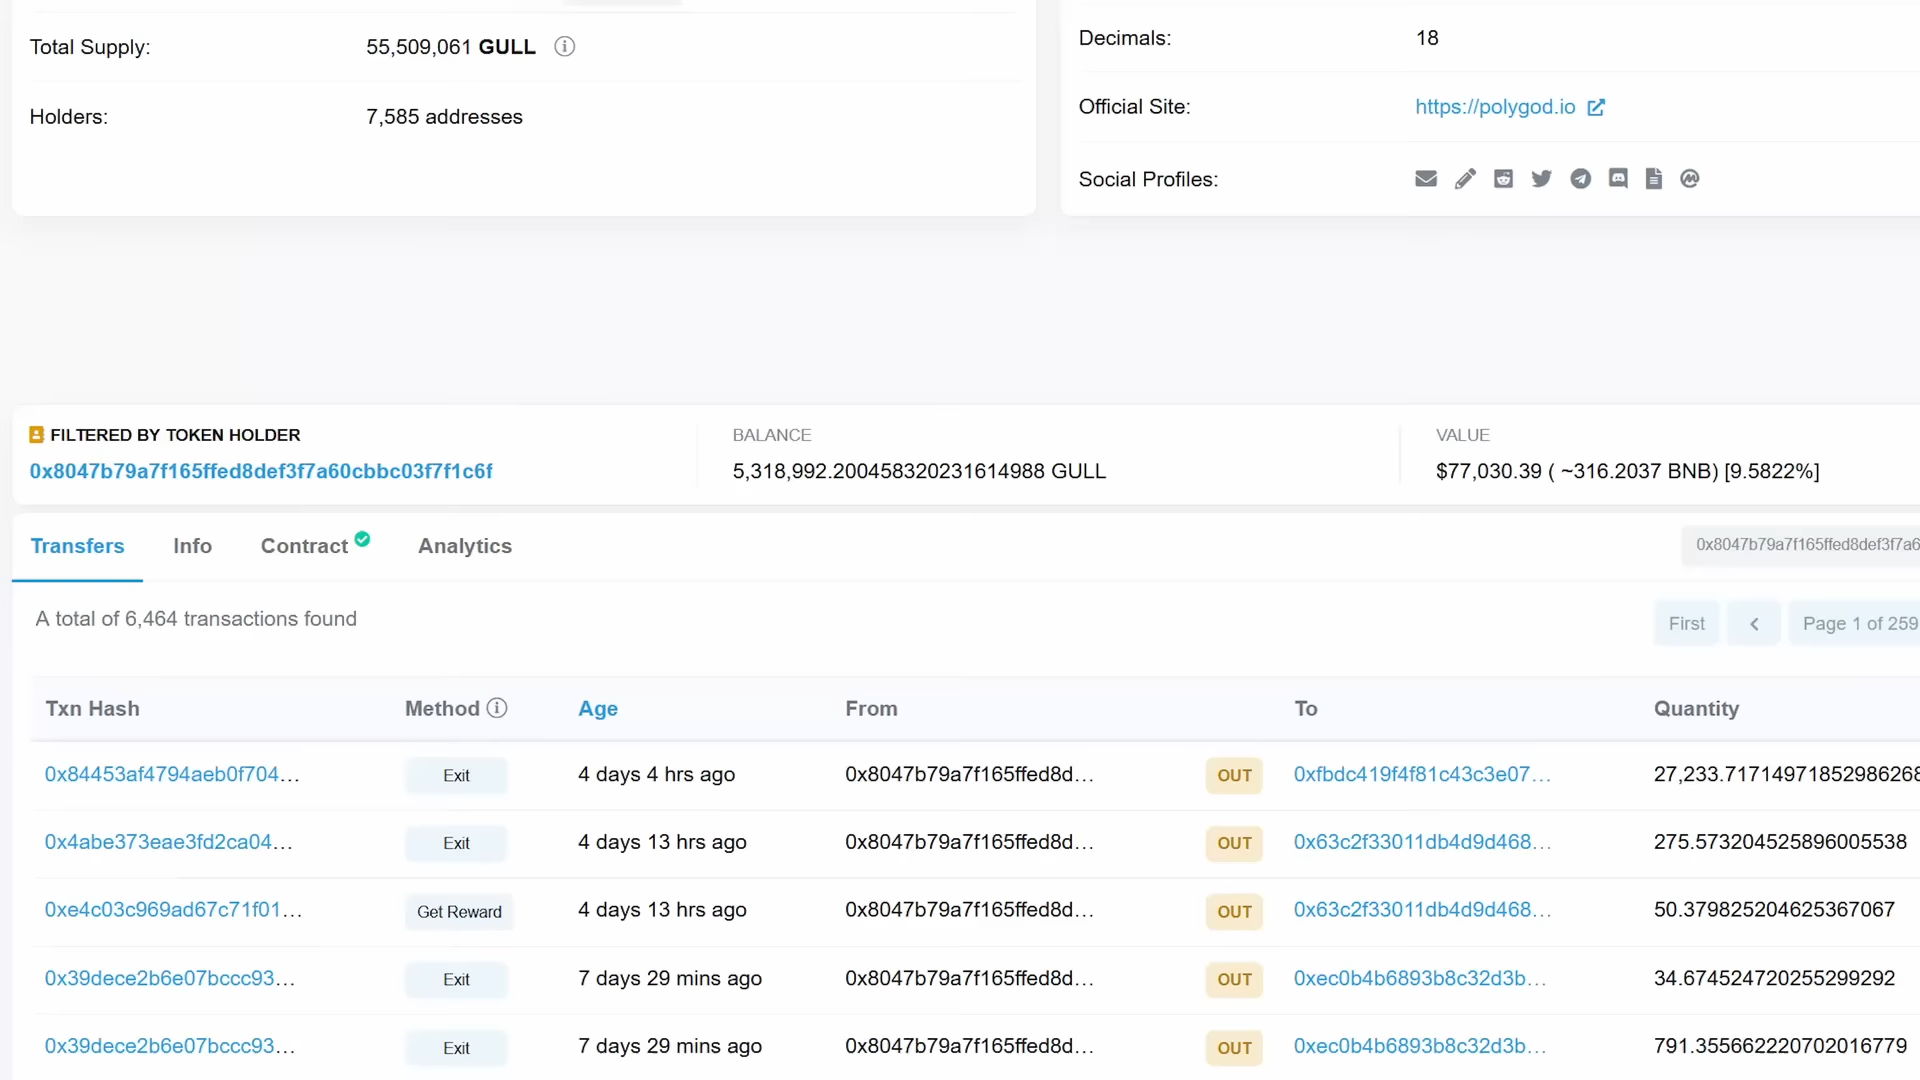 Total Supply: 55,509,061 GULL
Holders: 7,585 addresses
Decimals: 18
Official Site: https://polygod.io
Social Profiles:
FILTERED BY TOKEN HOLDER
0x8047b79a7f165ffed8def3f7a60cbbc03f7f1c6f
BALANCE
5,318,992.200458320231614988 GULL
VALUE
$77,030.39 ( ~316.2037 BNB) [9.5822%]
Transfers Info Contract Analytics
0x8047b79a7f165ffed8def3f7a6
A total of 6,464 transactions found
First Page 1 of 259
Txn Hash Method Age From To Quantity
0x84453af4794aeb0f704... Exit 4 days 4 hrs ago 0x8047b79a7f165ffed8d... OUT 0xfbdc419f4f81c43c3e07... 27,233.71714971852986268
0x4abe373eae3fd2ca04... Exit 4 days 13 hrs ago 0x8047b79a7f165ffed8d... OUT 0x63c2f33011db4d9d468... 275.573204525896005538
0xe4c03c969ad67c71f01... Get Reward 4 days 13 hrs ago 0x8047b79a7f165ffed8d... OUT 0x63c2f33011db4d9d468... 50.379825204625367067
0x39dece2b6e07bccc93... Exit 7 days 29 mins ago 0x8047b79a7f165ffed8d... OUT 0xec0b4b6893b8c32d3b... 34.674524720255299292
0x39dece2b6e07bccc93... Exit 7 days 29 mins ago 0x8047b79a7f165ffed8d... OUT 0xec0b4b6893b8c32d3b... 791.355662220702016779